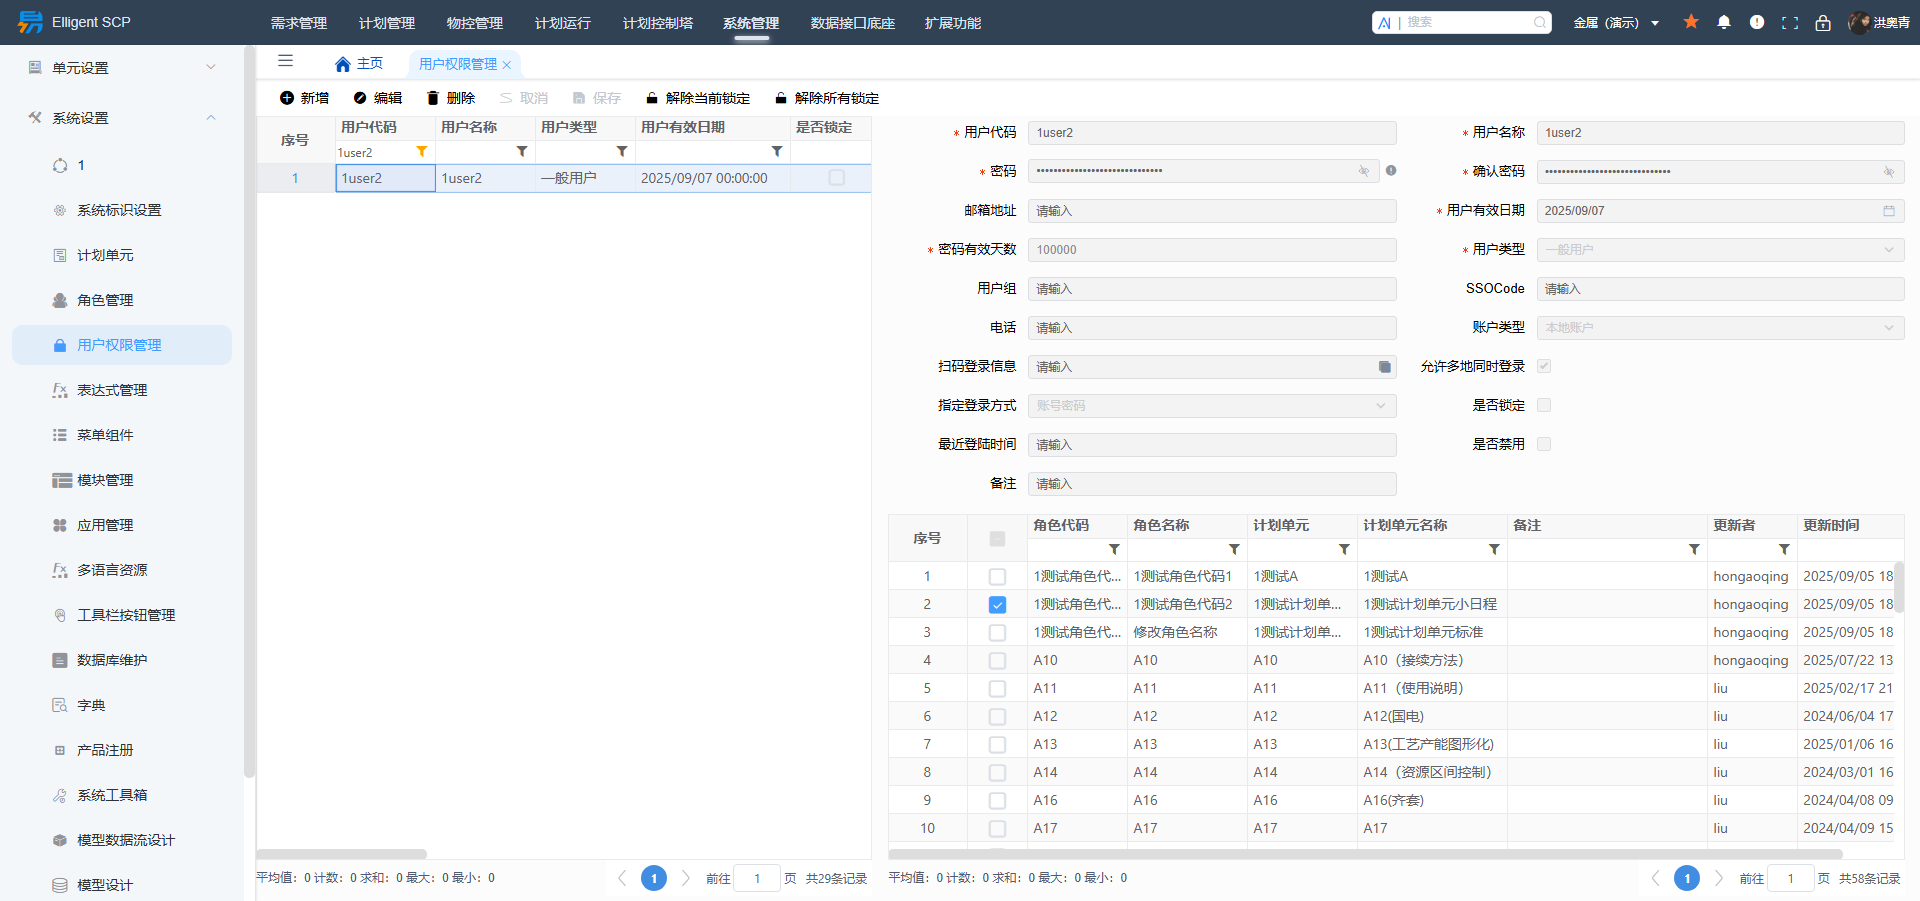 Elligent SCP
需求管理 计划管理 物控管理 计划运行 计划控制塔 系统管理 数据接口底座 扩展功能
搜索
金属（演示）
洪奥青
单元设置
系统设置
1
系统标识设置
计划单元
角色管理
用户权限管理
表达式管理
菜单组件
模块管理
应用管理
多语言资源
工具栏按钮管理
数据库维护
字典
产品注册
系统工具箱
模型数据流设计
模型设计
主页 用户权限管理
新增 编辑 删除 取消 保存 解除当前锁定 解除所有锁定
序号 用户代码 用户名称 用户类型 用户有效日期 是否锁定
1user2
1 1user2 1user2 一般用户 2025/09/07 00:00:00
平均值：0 计数：0 求和：0 最大：0 最小：0
1 前往 1 页 共29条记录
* 用户代码 1user2 * 用户名称 1user2
* 密码 * 确认密码
邮箱地址 请输入 * 用户有效日期 2025/09/07
* 密码有效天数 100000 * 用户类型 一般用户
用户组 请输入 SSOCode 请输入
电话 请输入 账户类型 本地账户
扫码登录信息 请输入 允许多地同时登录
指定登录方式 账号密码 是否锁定
最近登陆时间 请输入 是否禁用
备注 请输入
序号 角色代码 角色名称 计划单元 计划单元名称 备注 更新者 更新时间
1 1测试角色代... 1测试角色代码1 1测试A 1测试A hongaoqing 2025/09/05 18
2 1测试角色代... 1测试角色代码2 1测试计划单... 1测试计划单元小日程 hongaoqing 2025/09/05 18
3 1测试角色代... 修改角色名称 1测试计划单... 1测试计划单元标准 hongaoqing 2025/09/05 18
4 A10 A10 A10 A10（接续方法） hongaoqing 2025/07/22 13
5 A11 A11 A11 A11（使用说明） liu 2025/02/17 21
6 A12 A12 A12 A12(国电) liu 2024/06/04 17
7 A13 A13 A13 A13(工艺产能图形化) liu 2025/01/06 16
8 A14 A14 A14 A14（资源区间控制） liu 2024/03/01 16
9 A16 A16 A16 A16(齐套) liu 2024/04/08 09
10 A17 A17 A17 A17 liu 2024/04/09 15
平均值：0 计数：0 求和：0 最大：0 最小：0
1 前往 1 页 共58条记录